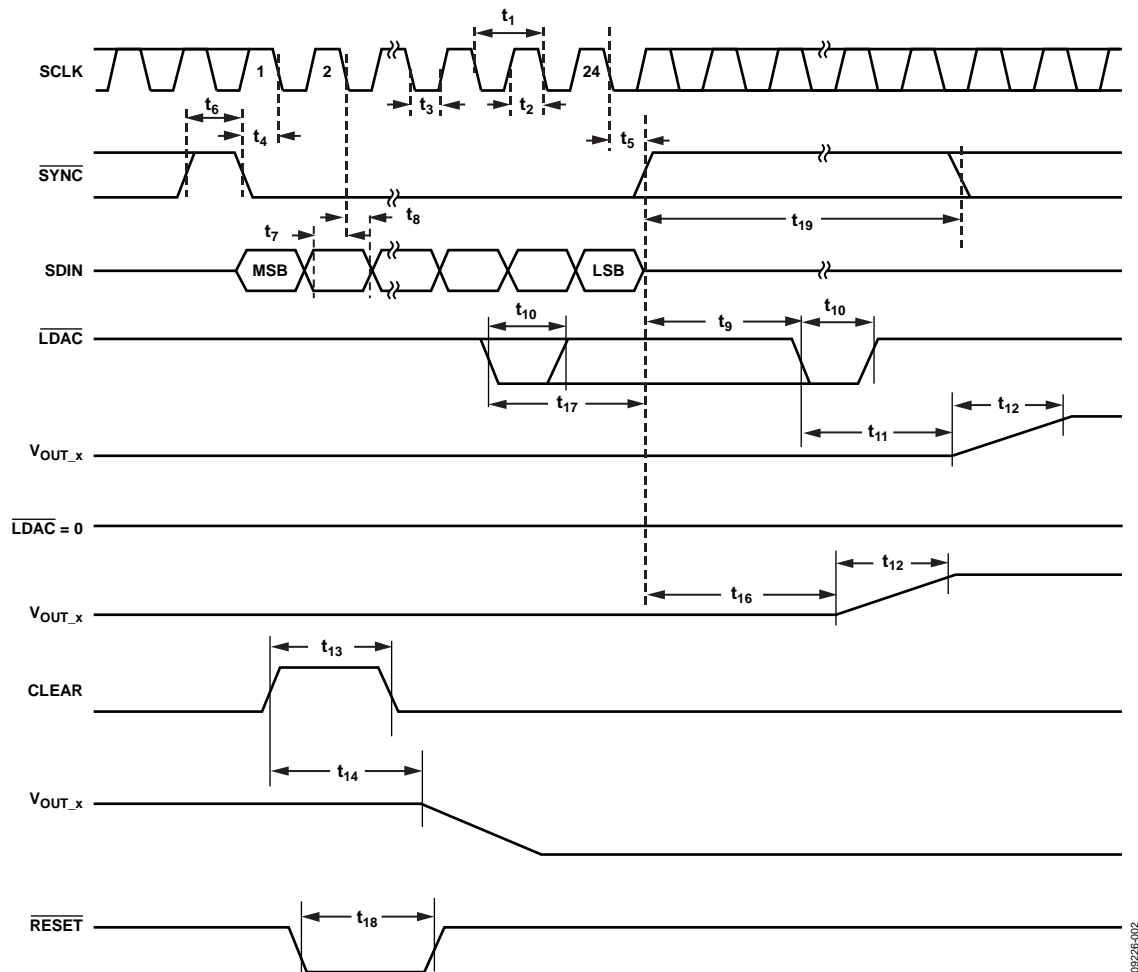 t1
SCLK
1
2
24
t3
t2
t6
t4
t5
SYNC
t19
t7
t8
SDIN
MSB
LSB
t10
t9
t10
LDAC
t17
t12
t11
VOUT_x
LDAC = 0
t12
t16
VOUT_x
t13
CLEAR
t14
VOUT_x
RESET
t18
09226-002